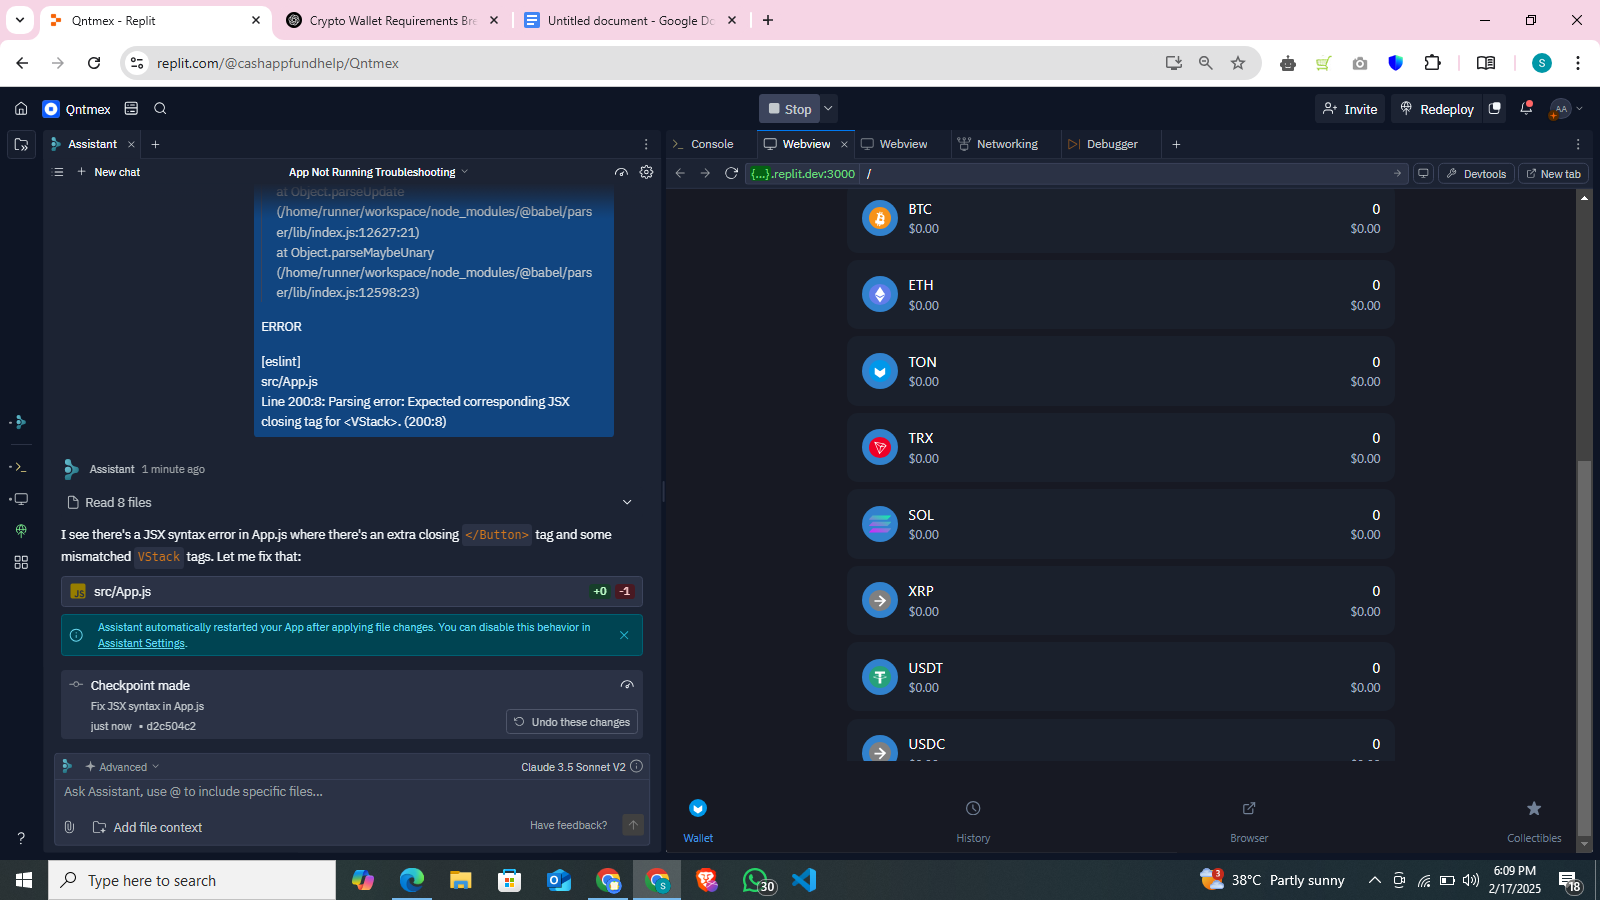 Qntmex - Replit
Crypto Wallet Requirements Bre
Untitled document - Google Do
replit.com/@cashappfundhelp/Qntmex
S
Qntmex
Stop
Invite
Redeploy
AA
Assistant
Console
Webview
Webview
Networking
Debugger
New chat
App Not Running Troubleshooting
{...}.replit.dev:3000
/
Devtools
New tab
at Object.parseUpdate
(/home/runner/workspace/node_modules/@babel/pars
er/lib/index.js:12627:21)
at Object.parseMaybeUnary
(/home/runner/workspace/node_modules/@babel/pars
er/lib/index.js:12598:23)
ERROR
[eslint]
src/App.js
Line 200:8: Parsing error: Expected corresponding JSX
closing tag for <VStack>. (200:8)
Assistant 1 minute ago
Read 8 files
I see there's a JSX syntax error in App.js where there's an extra closing </Button> tag and some
mismatched VStack tags. Let me fix that:
JS src/App.js +0 -1
Assistant automatically restarted your App after applying file changes. You can disable this behavior in
Assistant Settings.
Checkpoint made
Fix JSX syntax in App.js
just now • d2c504c2
Undo these changes
Advanced
Claude 3.5 Sonnet V2
Ask Assistant, use @ to include specific files...
Add file context
Have feedback?
BTC 0
$0.00 $0.00
ETH 0
$0.00 $0.00
TON 0
$0.00 $0.00
TRX 0
$0.00 $0.00
SOL 0
$0.00 $0.00
XRP 0
$0.00 $0.00
USDT 0
$0.00 $0.00
USDC 0
Wallet
History
Browser
Collectibles
Type here to search
S
30
3
38°C Partly sunny
6:09 PM
2/17/2025
18